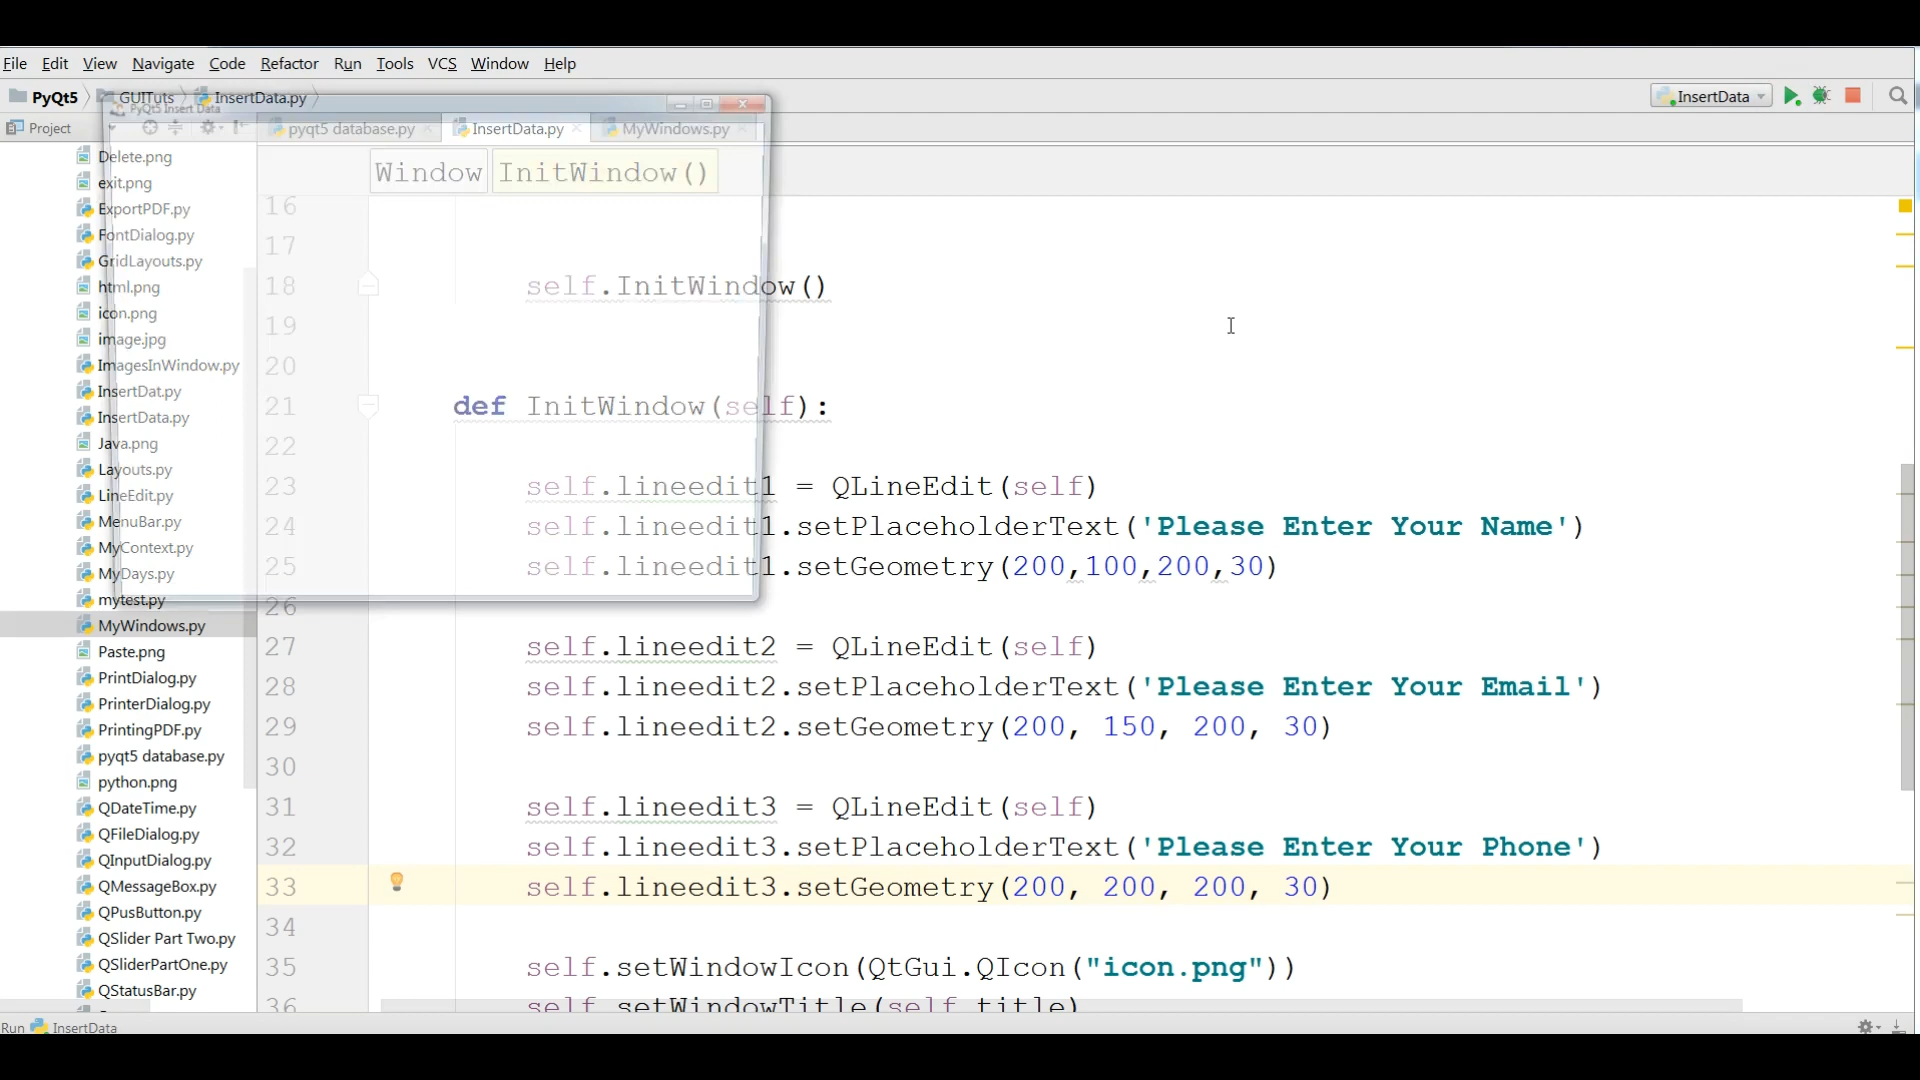 File Edit View Navigate Code Refactor Run Tools VCS Window Help
PyQt5 GUITuts InsertData.py InsertData
PyQt5 Insert Data
Project pyqt5 database.py InsertData.py MyWindows.py
Window InitWindow()
Delete.png
exit.png
ExportPDF.py
FontDialog.py
GridLayouts.py
html.png
icon.png
image.jpg
ImagesInWindow.py
InsertDat.py
InsertData.py
Java.png
Layouts.py
LineEdit.py
MenuBar.py
MyContext.py
MyDays.py
mytest.py
MyWindows.py
Paste.png
PrintDialog.py
PrinterDialog.py
PrintingPDF.py
pyqt5 database.py
python.png
QDateTime.py
QFileDialog.py
QInputDialog.py
QMessageBox.py
QPusButton.py
QSlider Part Two.py
QSliderPartOne.py
QStatusBar.py
16
17
18 self.InitWindow()
19
20
21 def InitWindow(self):
22
23 self.lineedit1 = QLineEdit(self)
24 self.lineedit1.setPlaceholderText('Please Enter Your Name')
25 self.lineedit1.setGeometry(200,100,200,30)
26
27 self.lineedit2 = QLineEdit(self)
28 self.lineedit2.setPlaceholderText('Please Enter Your Email')
29 self.lineedit2.setGeometry(200, 150, 200, 30)
30
31 self.lineedit3 = QLineEdit(self)
32 self.lineedit3.setPlaceholderText('Please Enter Your Phone')
33 self.lineedit3.setGeometry(200, 200, 200, 30)
34
35 self.setWindowIcon(QtGui.QIcon("icon.png"))
36 self.setWindowTitle(self.title)
Run InsertData